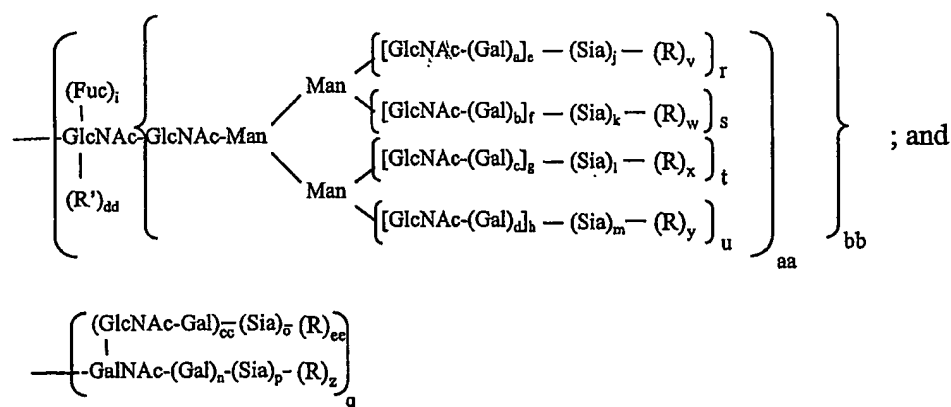 [GlcNAc-(Gal)a]e — (Sia)j — (R)v r
(Fuc)i Man
[GlcNAc-(Gal)b]f — (Sia)k — (R)w s
GlcNAc-GlcNAc-Man ; and
[GlcNAc-(Gal)c]g — (Sia)l — (R)x t
(R')dd Man
[GlcNAc-(Gal)d]h — (Sia)m — (R)y u
aa bb
(GlcNAc-Gal)cc-(Sia)o-(R)ee
GalNAc-(Gal)n-(Sia)p-(R)z q